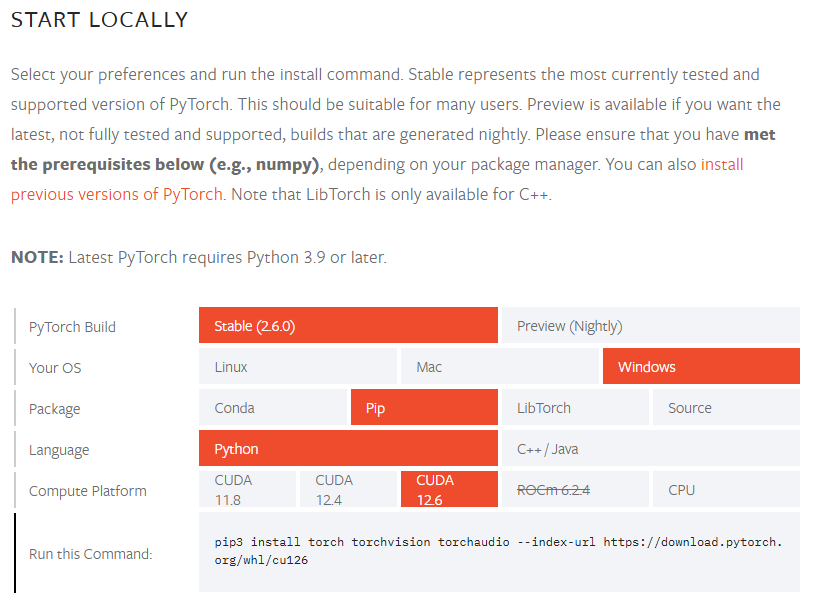 START LOCALLY
Select your preferences and run the install command. Stable represents the most currently tested and
supported version of PyTorch. This should be suitable for many users. Preview is available if you want the
latest, not fully tested and supported, builds that are generated nightly. Please ensure that you have met
the prerequisites below (e.g., numpy), depending on your package manager. You can also install
previous versions of PyTorch. Note that LibTorch is only available for C++.
NOTE: Latest PyTorch requires Python 3.9 or later.
PyTorch Build Stable (2.6.0) Preview (Nightly)
Your OS Linux Mac Windows
Package Conda Pip LibTorch Source
Language Python C++ / Java
Compute Platform CUDA 11.8 CUDA 12.4 CUDA 12.6 ROCm 6.2.4 CPU
Run this Command: pip3 install torch torchvision torchaudio --index-url https://download.pytorch.
org/whl/cu126